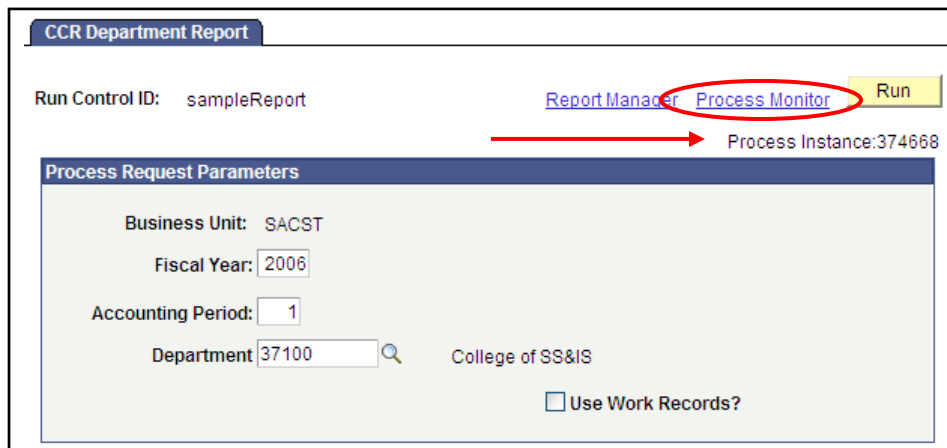 CCR Department Report
Run Control ID: sampleReport Report Manager Process Monitor Run
Process Instance:374668
Process Request Parameters
Business Unit: SACST
Fiscal Year: 2006
Accounting Period: 1
Department 37100 College of SS&IS
Use Work Records?